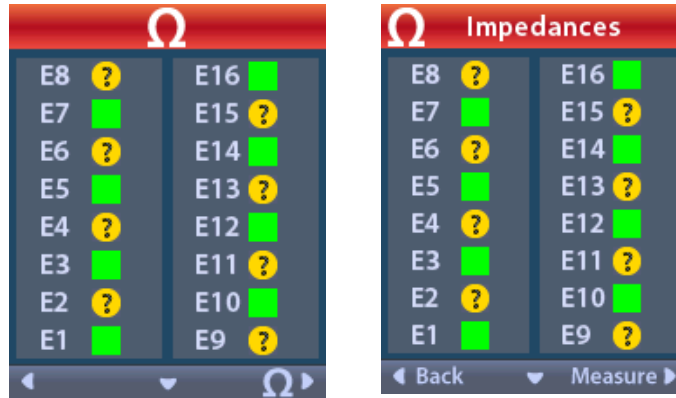 Ω
E8 ? E16
E7 E15 ?
E6 ? E14
E5 E13 ?
E4 ? E12
E3 E11 ?
E2 ? E10
E1 E9 ?
Ω
Ω Impedances
E8 ? E16
E7 E15 ?
E6 ? E14
E5 E13 ?
E4 ? E12
E3 E11 ?
E2 ? E10
E1 E9 ?
Back Measure